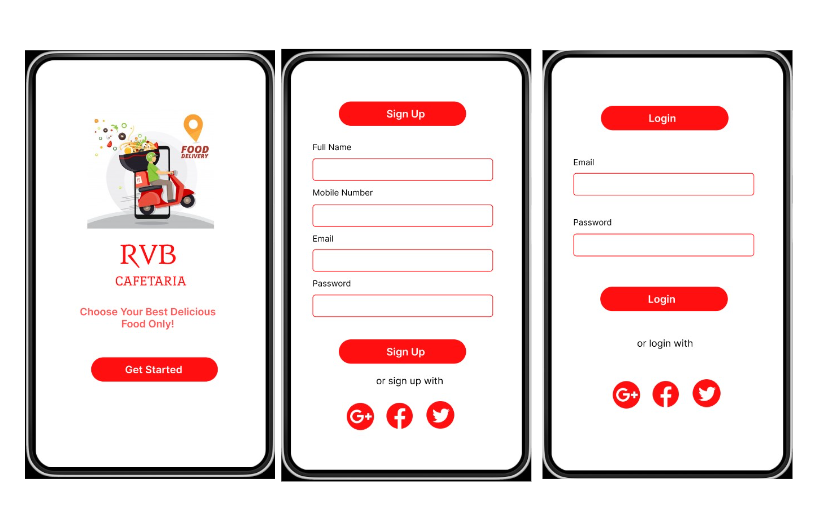 FOOD
DELIVERY
RVB
CAFETARIA
Choose Your Best Delicious
Food Only!
Get Started
Sign Up
Full Name
Mobile Number
Email
Password
Sign Up
or sign up with
G+
Login
Email
Password
Login
or login with
G+